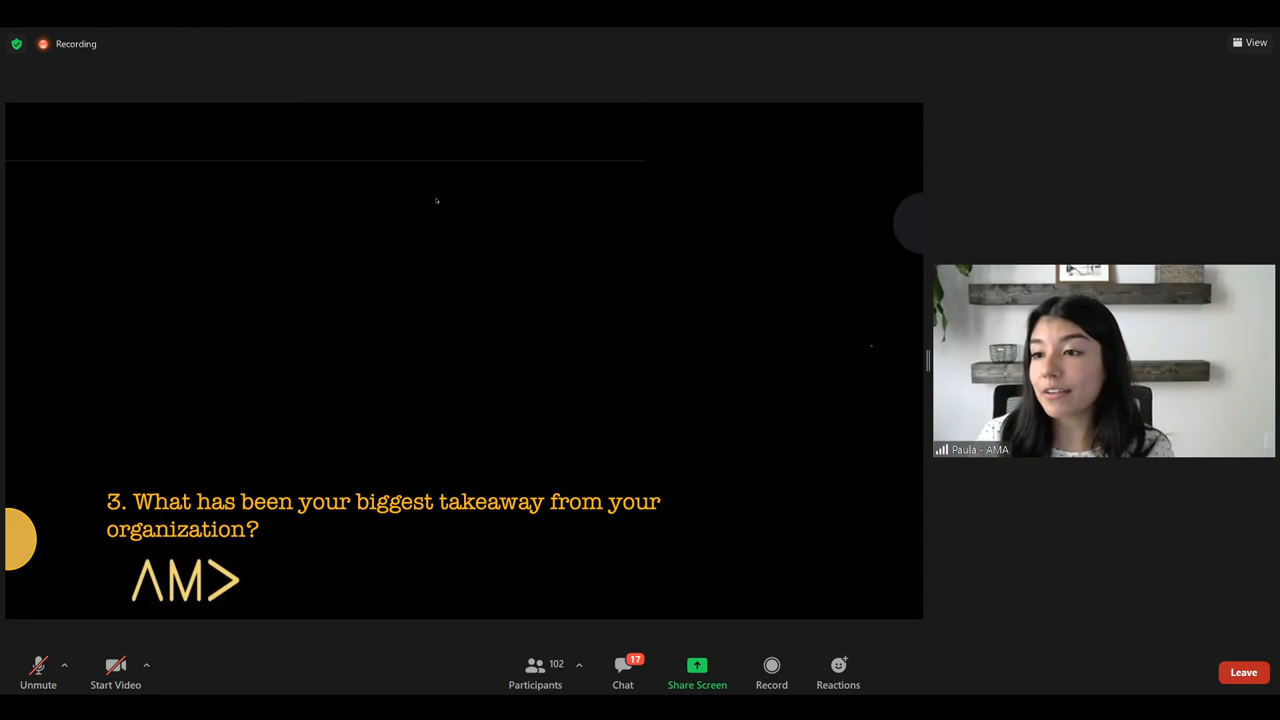 Recording
View
3. What has been your biggest takeaway from your
organization?
ΛM>
Paula - AMA
102
17
Unmute
Start Video
Participants
Chat
Share Screen
Record
Reactions
Leave